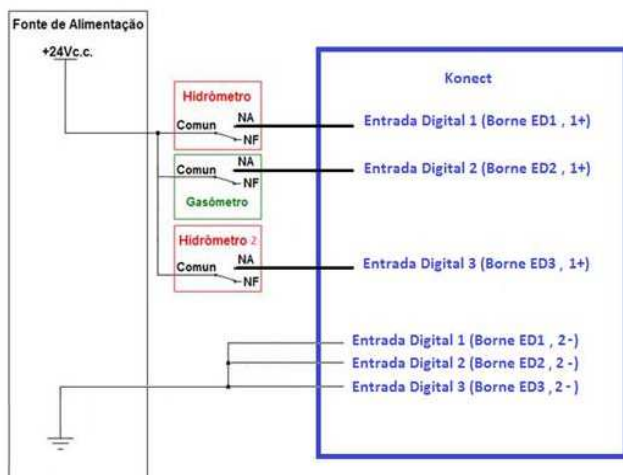 Fonte de Alimentação
+24Vc.c.
Konect
Hidrômetro
NA
Comun
NF
Entrada Digital 1 (Borne ED1 , 1+)
NA
Comun
NF
Gasômetro
Entrada Digital 2 (Borne ED2 , 1+)
Hidrômetro 2
NA
Comun
NF
Entrada Digital 3 (Borne ED3 , 1+)
Entrada Digital 1 (Borne ED1 , 2-)
Entrada Digital 2 (Borne ED2 , 2-)
Entrada Digital 3 (Borne ED3 , 2-)